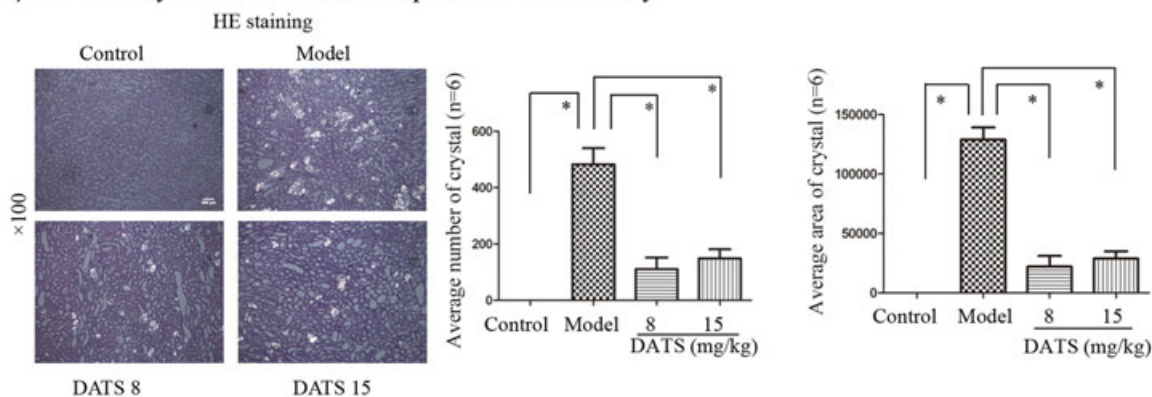 HE staining
Control Model
×100
DATS 8 DATS 15
Average number of crystal (n=6)
600
400
200
0
* * *
Control Model 8 15
DATS (mg/kg)
Average area of crystal (n=6)
150000
100000
50000
0
* * *
Control Model 8 15
DATS (mg/kg)